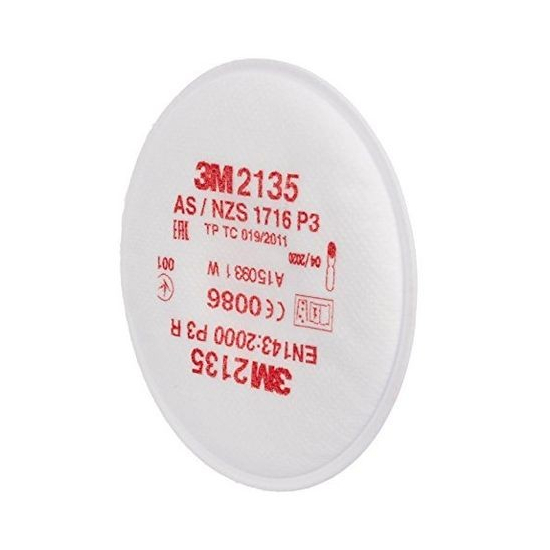 3M 2135
AS / NZS 1716 P3
EAC TP TC 019/2011
04/2020
001
A15093 1 W
CE 0086
EN143:2000 P3 R
3M 2135